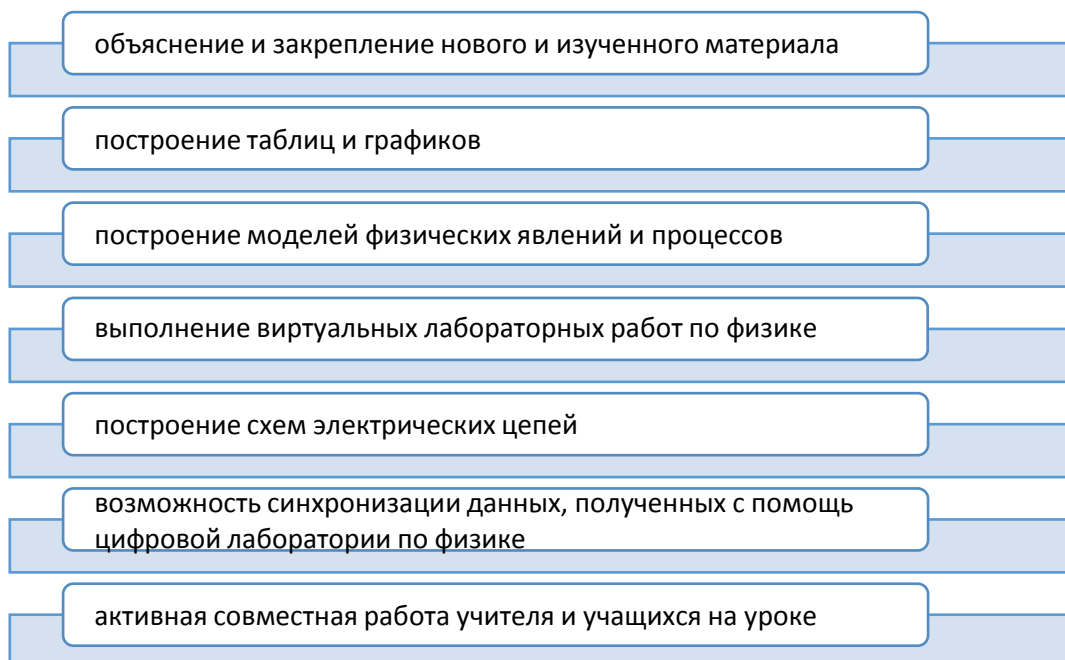 объяснение и закрепление нового и изученного материала
построение таблиц и графиков
построение моделей физических явлений и процессов
выполнение виртуальных лабораторных работ по физике
построение схем электрических цепей
возможность синхронизации данных, полученных с помощь
цифровой лаборатории по физике
активная совместная работа учителя и учащихся на уроке